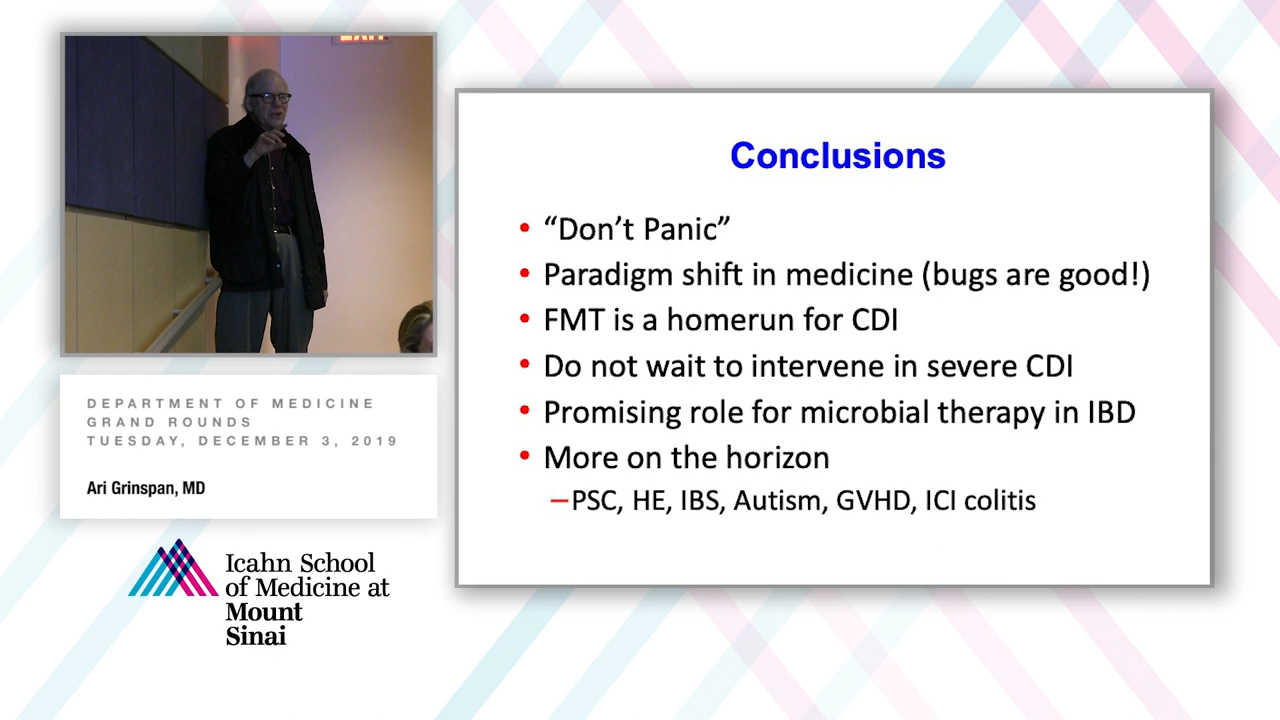 EXIT
DEPARTMENT OF MEDICINE
GRAND ROUNDS
TUESDAY, DECEMBER 3, 2019
Ari Grinspan, MD
Icahn School
of Medicine at
Mount
Sinai
Conclusions
• “Don’t Panic”
• Paradigm shift in medicine (bugs are good!)
• FMT is a homerun for CDI
• Do not wait to intervene in severe CDI
• Promising role for microbial therapy in IBD
• More on the horizon
–PSC, HE, IBS, Autism, GVHD, ICI colitis